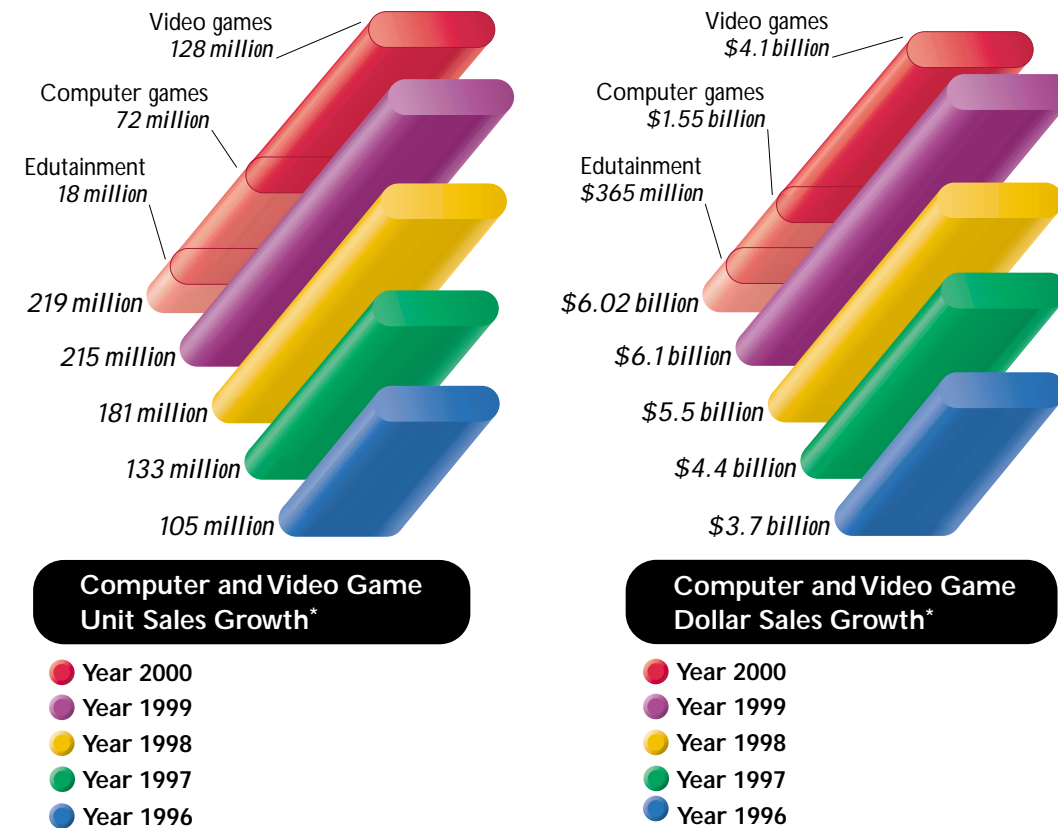 Video games
128 million
Computer games
72 million
Edutainment
18 million
219 million
215 million
181 million
133 million
105 million
Computer and Video Game
Unit Sales Growth*
Year 2000
Year 1999
Year 1998
Year 1997
Year 1996
Video games
$4.1 billion
Computer games
$1.55 billion
Edutainment
$365 million
$6.02 billion
$6.1 billion
$5.5 billion
$4.4 billion
$3.7 billion
Computer and Video Game
Dollar Sales Growth*
Year 2000
Year 1999
Year 1998
Year 1997
Year 1996